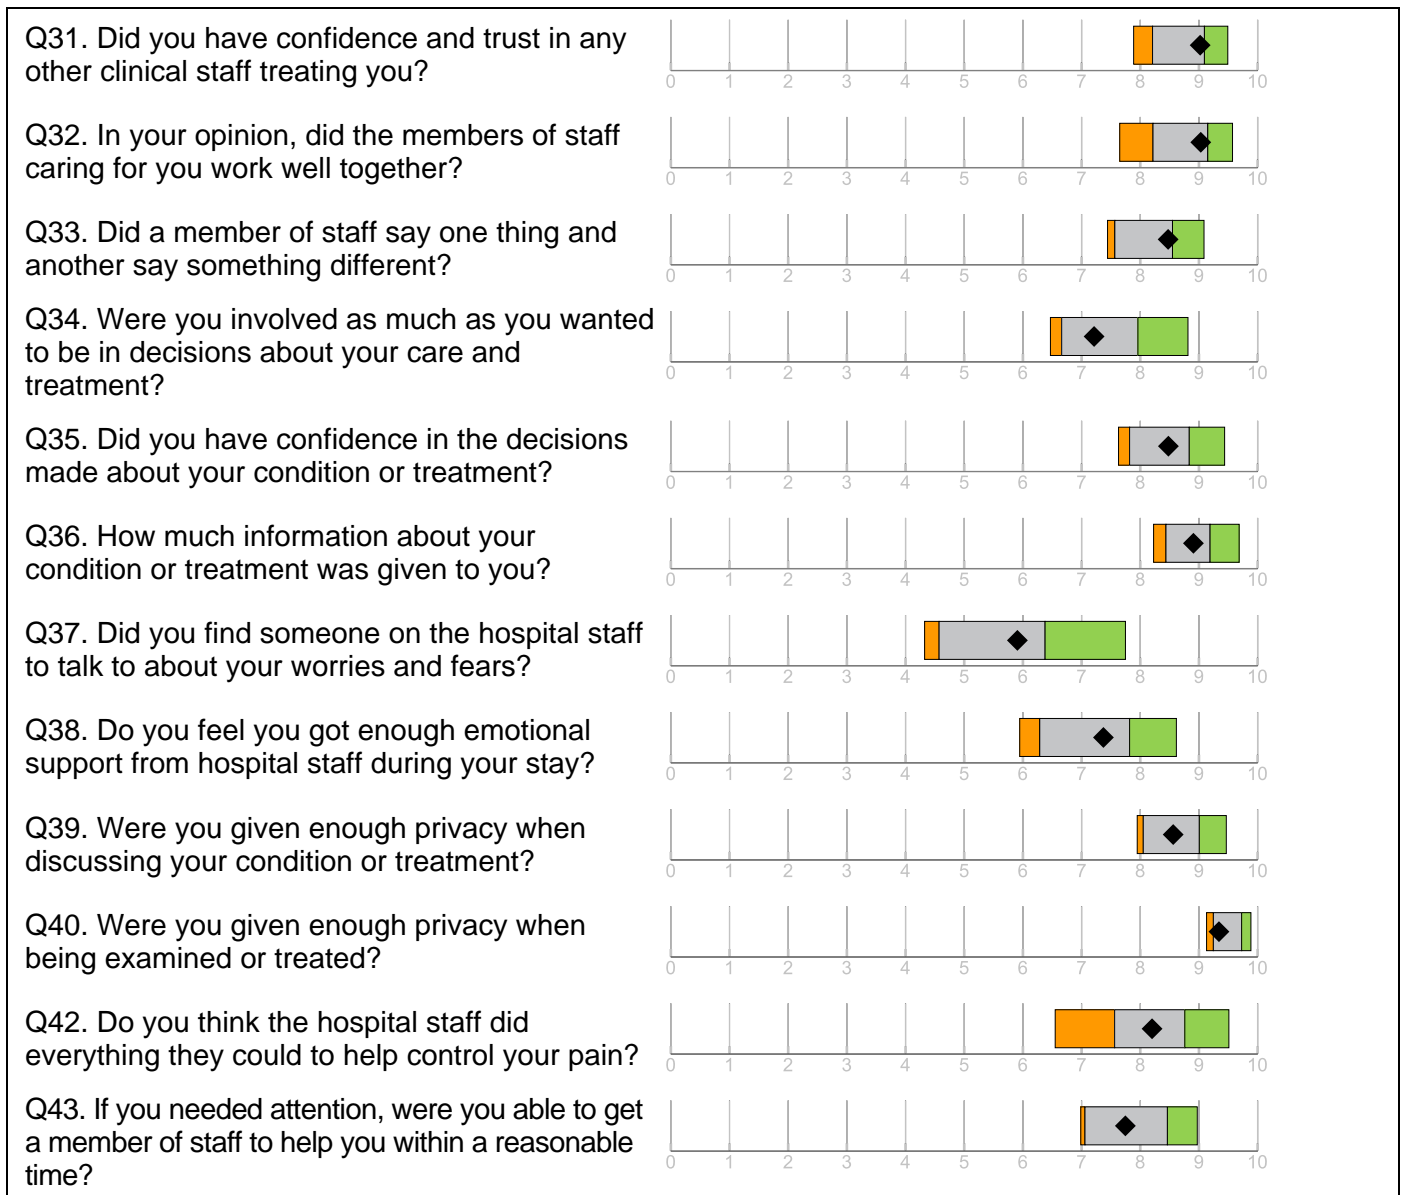 Q31. Did you have confidence and trust in any
other clinical staff treating you?
0 1 2 3 4 5 6 7 8 9 10
Q32. In your opinion, did the members of staff
caring for you work well together?
0 1 2 3 4 5 6 7 8 9 10
Q33. Did a member of staff say one thing and
another say something different?
0 1 2 3 4 5 6 7 8 9 10
Q34. Were you involved as much as you wanted
to be in decisions about your care and
treatment?
0 1 2 3 4 5 6 7 8 9 10
Q35. Did you have confidence in the decisions
made about your condition or treatment?
0 1 2 3 4 5 6 7 8 9 10
Q36. How much information about your
condition or treatment was given to you?
0 1 2 3 4 5 6 7 8 9 10
Q37. Did you find someone on the hospital staff
to talk to about your worries and fears?
0 1 2 3 4 5 6 7 8 9 10
Q38. Do you feel you got enough emotional
support from hospital staff during your stay?
0 1 2 3 4 5 6 7 8 9 10
Q39. Were you given enough privacy when
discussing your condition or treatment?
0 1 2 3 4 5 6 7 8 9 10
Q40. Were you given enough privacy when
being examined or treated?
0 1 2 3 4 5 6 7 8 9 10
Q42. Do you think the hospital staff did
everything they could to help control your pain?
0 1 2 3 4 5 6 7 8 9 10
Q43. If you needed attention, were you able to get
a member of staff to help you within a reasonable
time?
0 1 2 3 4 5 6 7 8 9 10